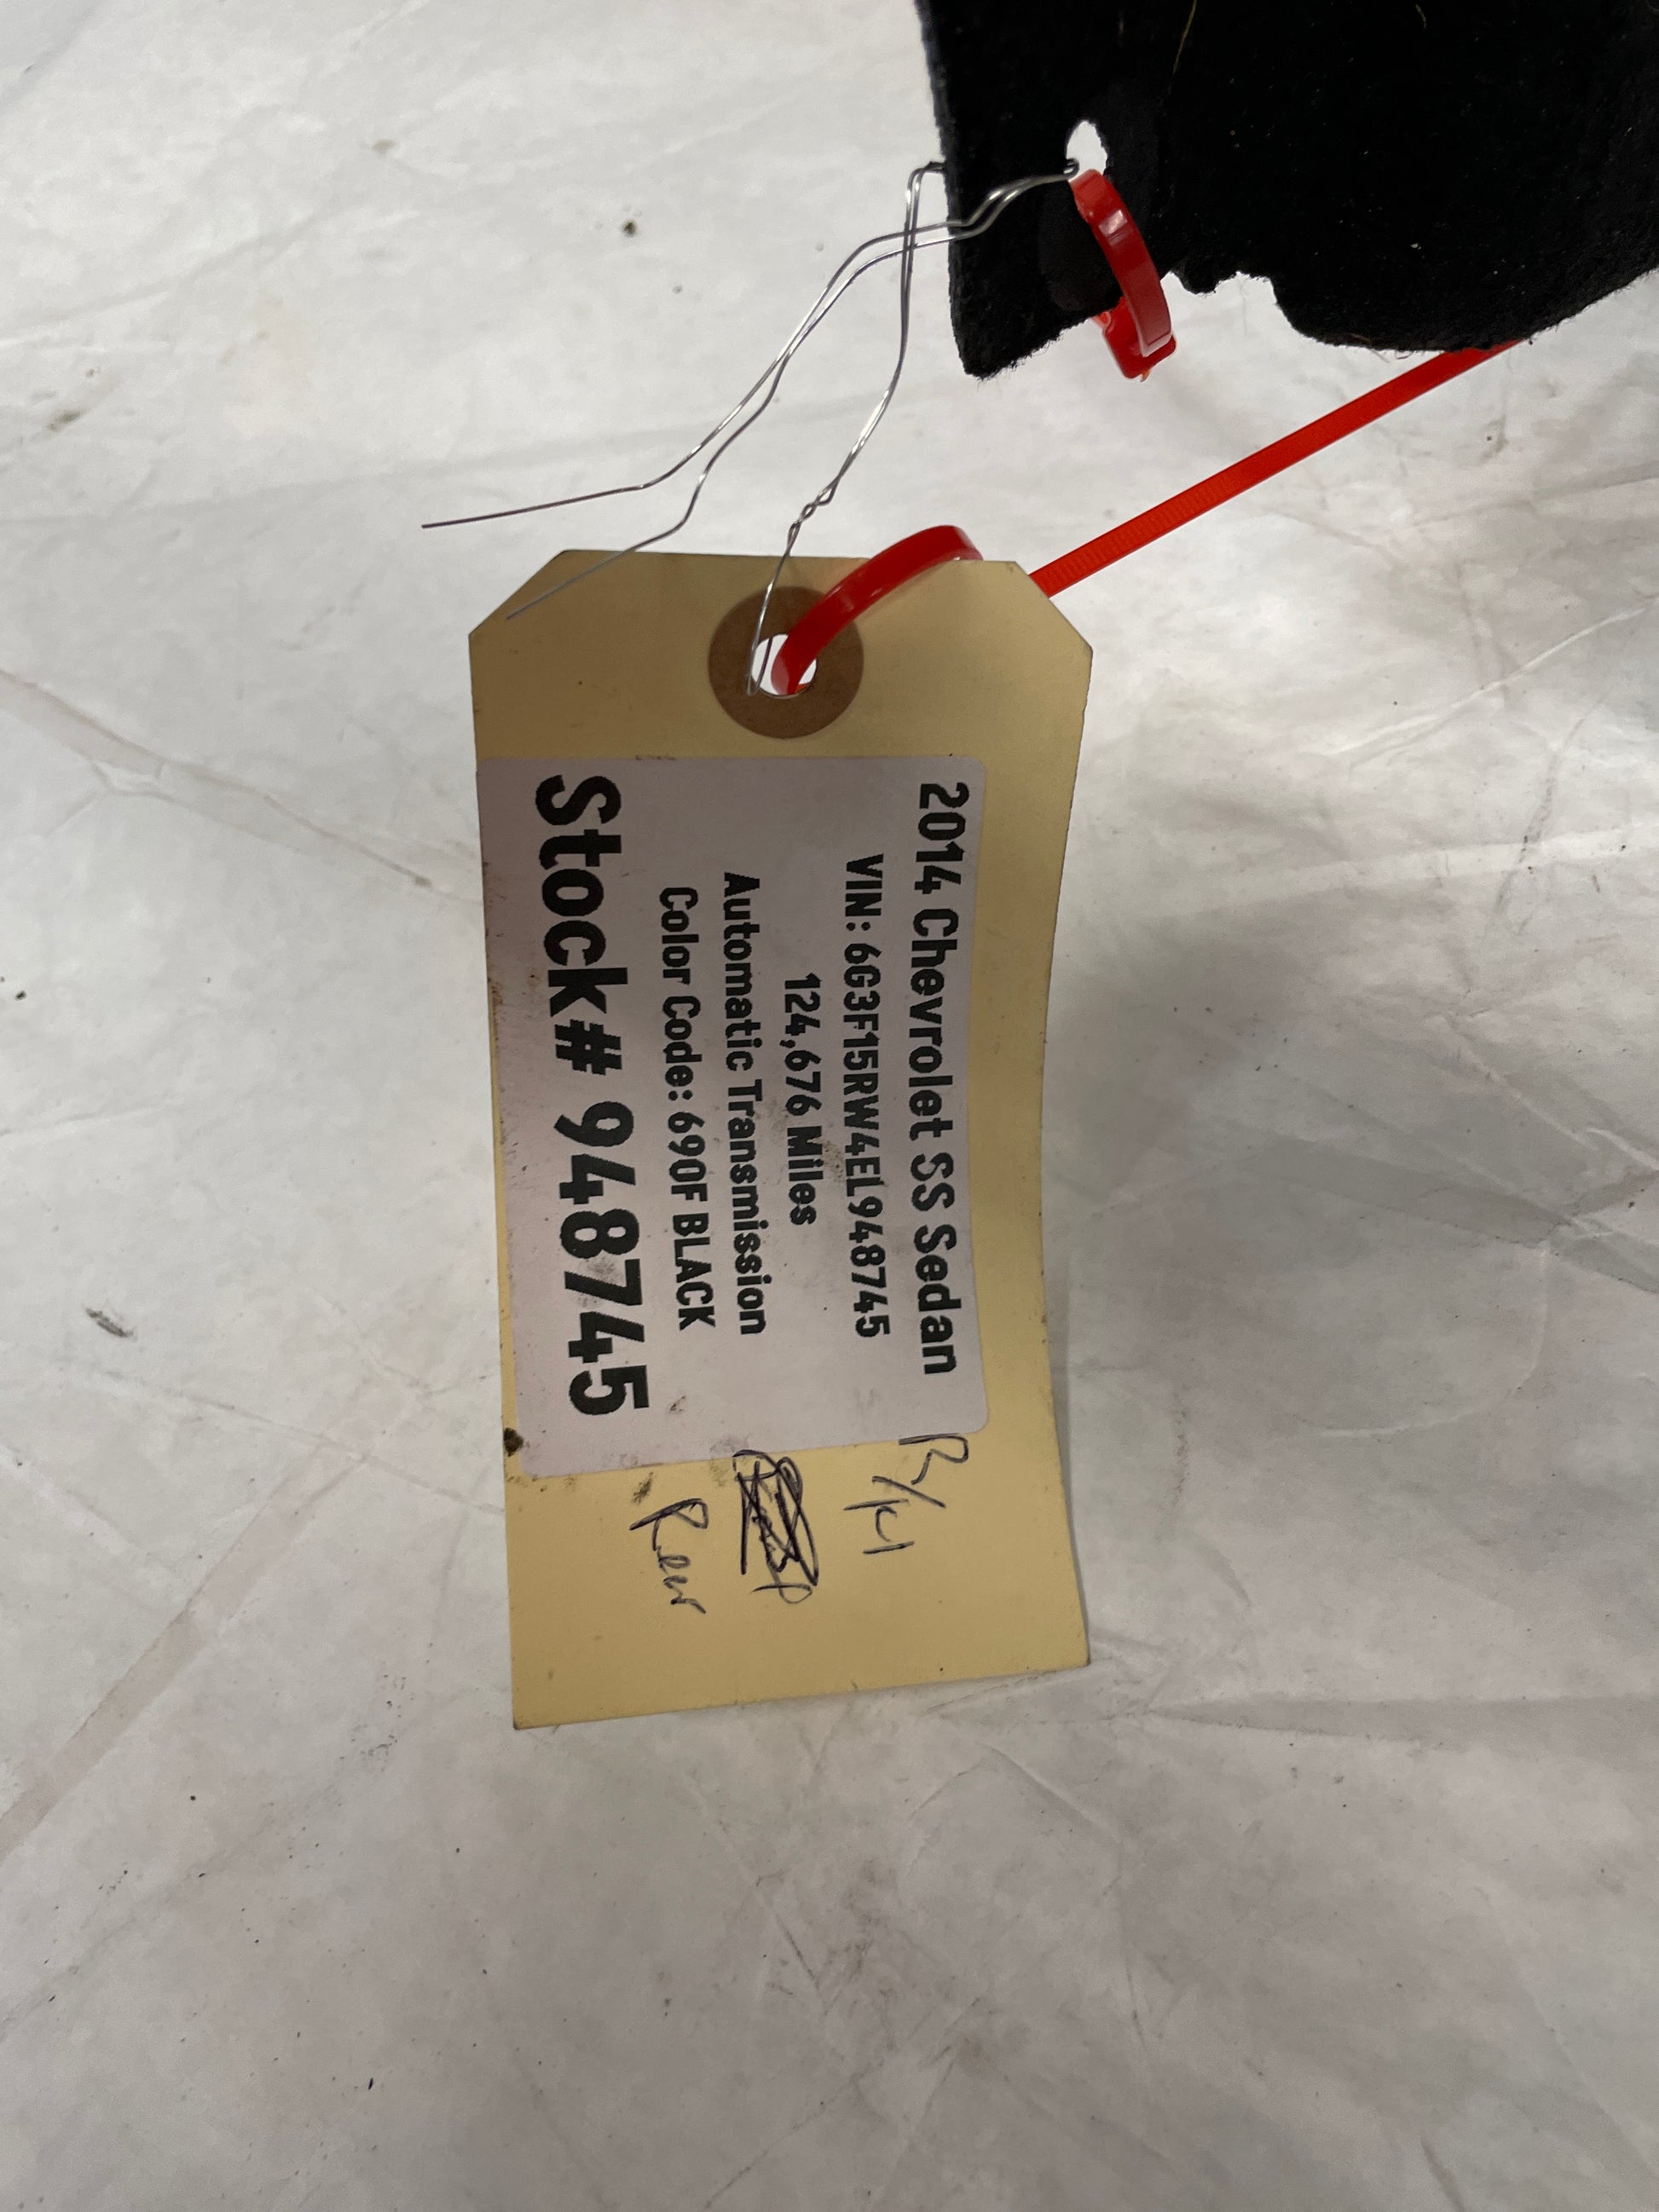 2014 Chevrolet SS Sedan
VIN: 6G3F15RW4EL948745
124,676 Miles
Automatic Transmission
Color Code: 690F BLACK
Stock# 948745
Rear